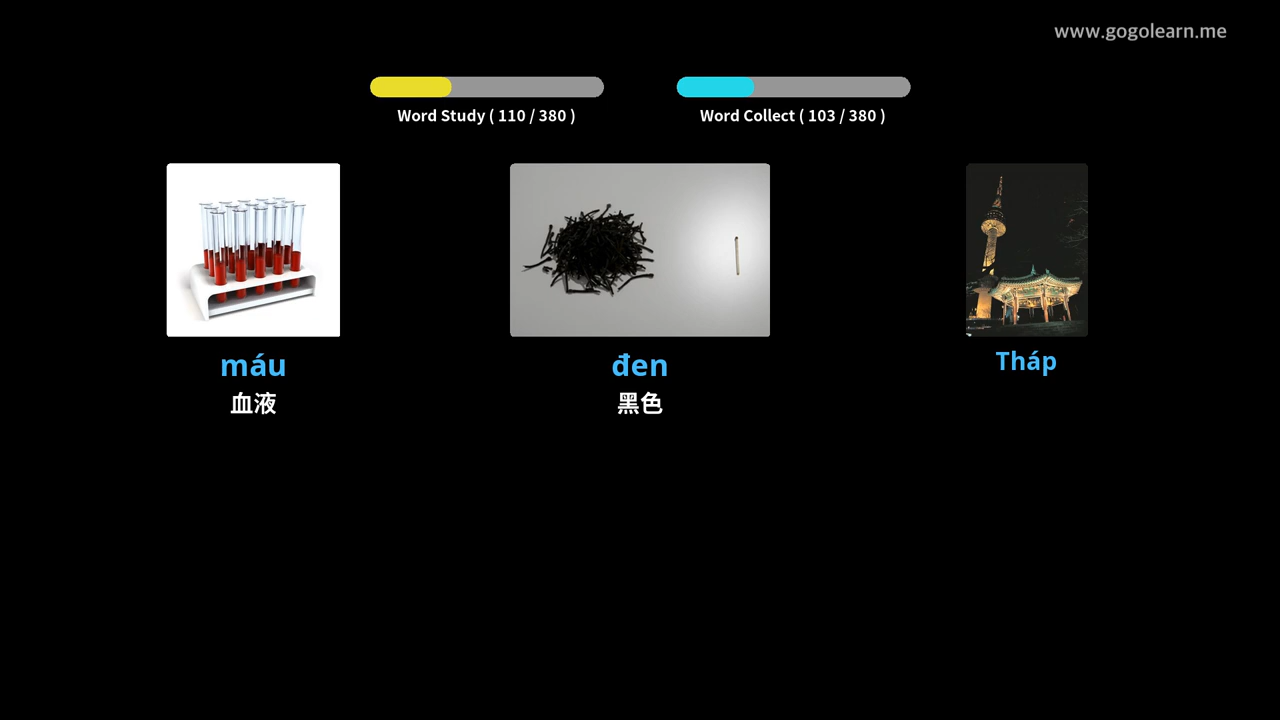 www.gogolearn.me
Word Study ( 110 / 380 )
Word Collect ( 103 / 380 )
máu
血液
đen
黑色
Tháp